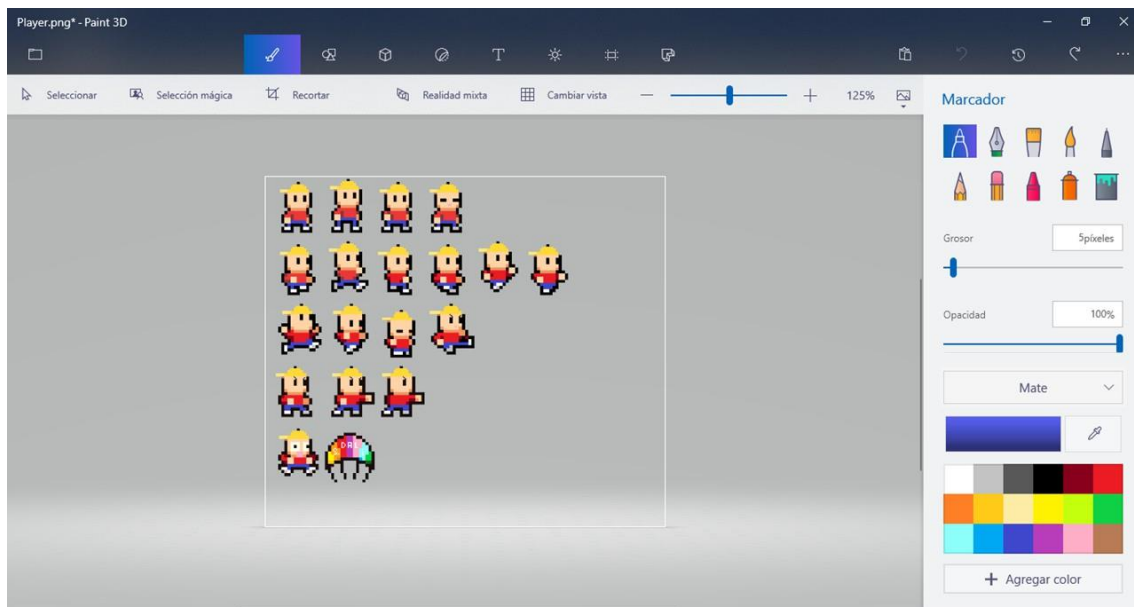 Player.png* - Paint 3D
Seleccionar
Selección mágica
Recortar
Realidad mixta
Cambiar vista
125%
Marcador
Grosor
5píxeles
Opacidad
100%
Mate
Agregar color